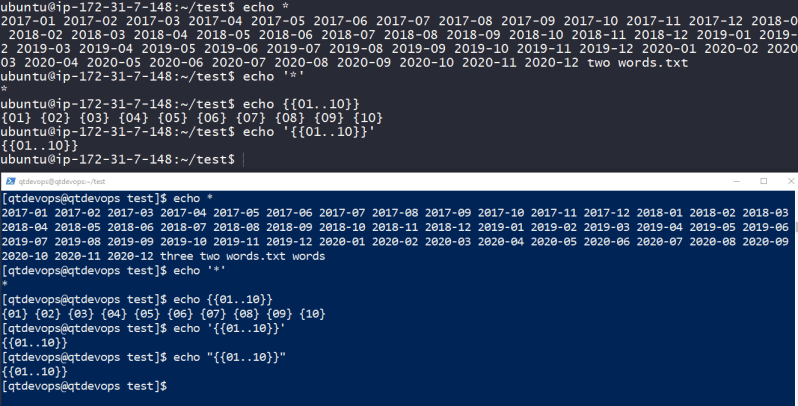 ubuntu@ip-172-31-7-148:~/test$ echo *
2017-01 2017-02 2017-03 2017-04 2017-05 2017-06 2017-07 2017-08 2017-09 2017-10 2017-11 2017-12 2018-0
 2018-02 2018-03 2018-04 2018-05 2018-06 2018-07 2018-08 2018-09 2018-10 2018-11 2018-12 2019-01 2019-
2 2019-03 2019-04 2019-05 2019-06 2019-07 2019-08 2019-09 2019-10 2019-11 2019-12 2020-01 2020-02 2020
03 2020-04 2020-05 2020-06 2020-07 2020-08 2020-09 2020-10 2020-11 2020-12 two words.txt
ubuntu@ip-172-31-7-148:~/test$ echo '*'
*
ubuntu@ip-172-31-7-148:~/test$ echo {{01..10}}
{01} {02} {03} {04} {05} {06} {07} {08} {09} {10}
ubuntu@ip-172-31-7-148:~/test$ echo '{{01..10}}'
{{01..10}}
ubuntu@ip-172-31-7-148:~/test$
qtdevops@qtdevops:~/test
[qtdevops@qtdevops test]$ echo *
2017-01 2017-02 2017-03 2017-04 2017-05 2017-06 2017-07 2017-08 2017-09 2017-10 2017-11 2017-12 2018-01 2018-02 2018-03
2018-04 2018-05 2018-06 2018-07 2018-08 2018-09 2018-10 2018-11 2018-12 2019-01 2019-02 2019-03 2019-04 2019-05 2019-06
2019-07 2019-08 2019-09 2019-10 2019-11 2019-12 2020-01 2020-02 2020-03 2020-04 2020-05 2020-06 2020-07 2020-08 2020-09
2020-10 2020-11 2020-12 three two words.txt words
[qtdevops@qtdevops test]$ echo '*'
*
[qtdevops@qtdevops test]$ echo {{01..10}}
{01} {02} {03} {04} {05} {06} {07} {08} {09} {10}
[qtdevops@qtdevops test]$ echo '{{01..10}}'
{{01..10}}
[qtdevops@qtdevops test]$ echo "{{01..10}}"
{{01..10}}
[qtdevops@qtdevops test]$